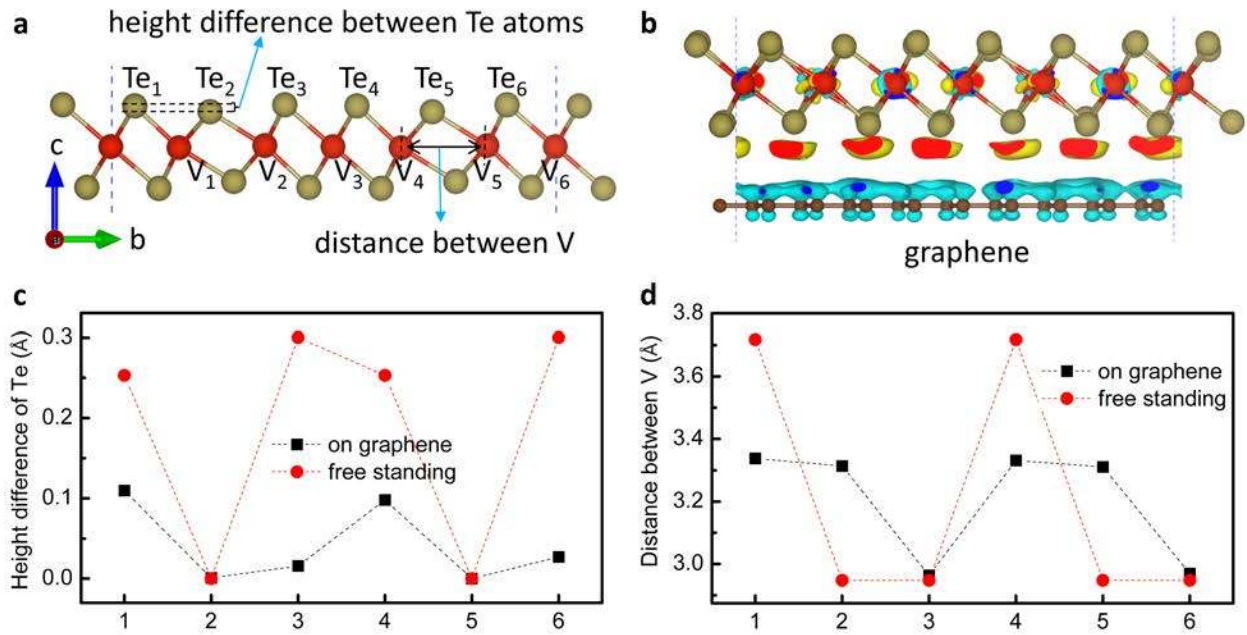 a
height difference between Te atoms
Te₁ Te₂ Te₃ Te₄ Te₅ Te₆
V₁ V₂ V₃ V₄ V₅ V₆
c
a
b
distance between V
b
graphene
c
Height difference of Te (Å)
0.3
0.2
0.1
0.0
on graphene
free standing
1 2 3 4 5 6
d
Distance between V (Å)
3.8
3.6
3.4
3.2
3.0
on graphene
free standing
1 2 3 4 5 6